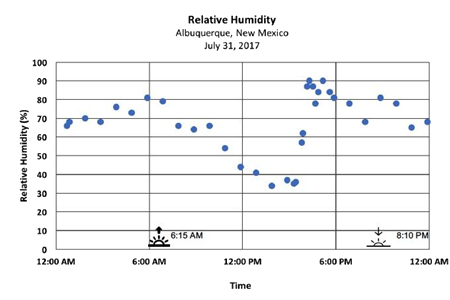 Relative Humidity
Albuquerque, New Mexico
July 31, 2017
Relative Humidity (%)
100
90
80
70
60
50
40
30
20
10
0
6:15 AM
8:10 PM
12:00 AM
6:00 AM
12:00 PM
6:00 PM
12:00 AM
Time